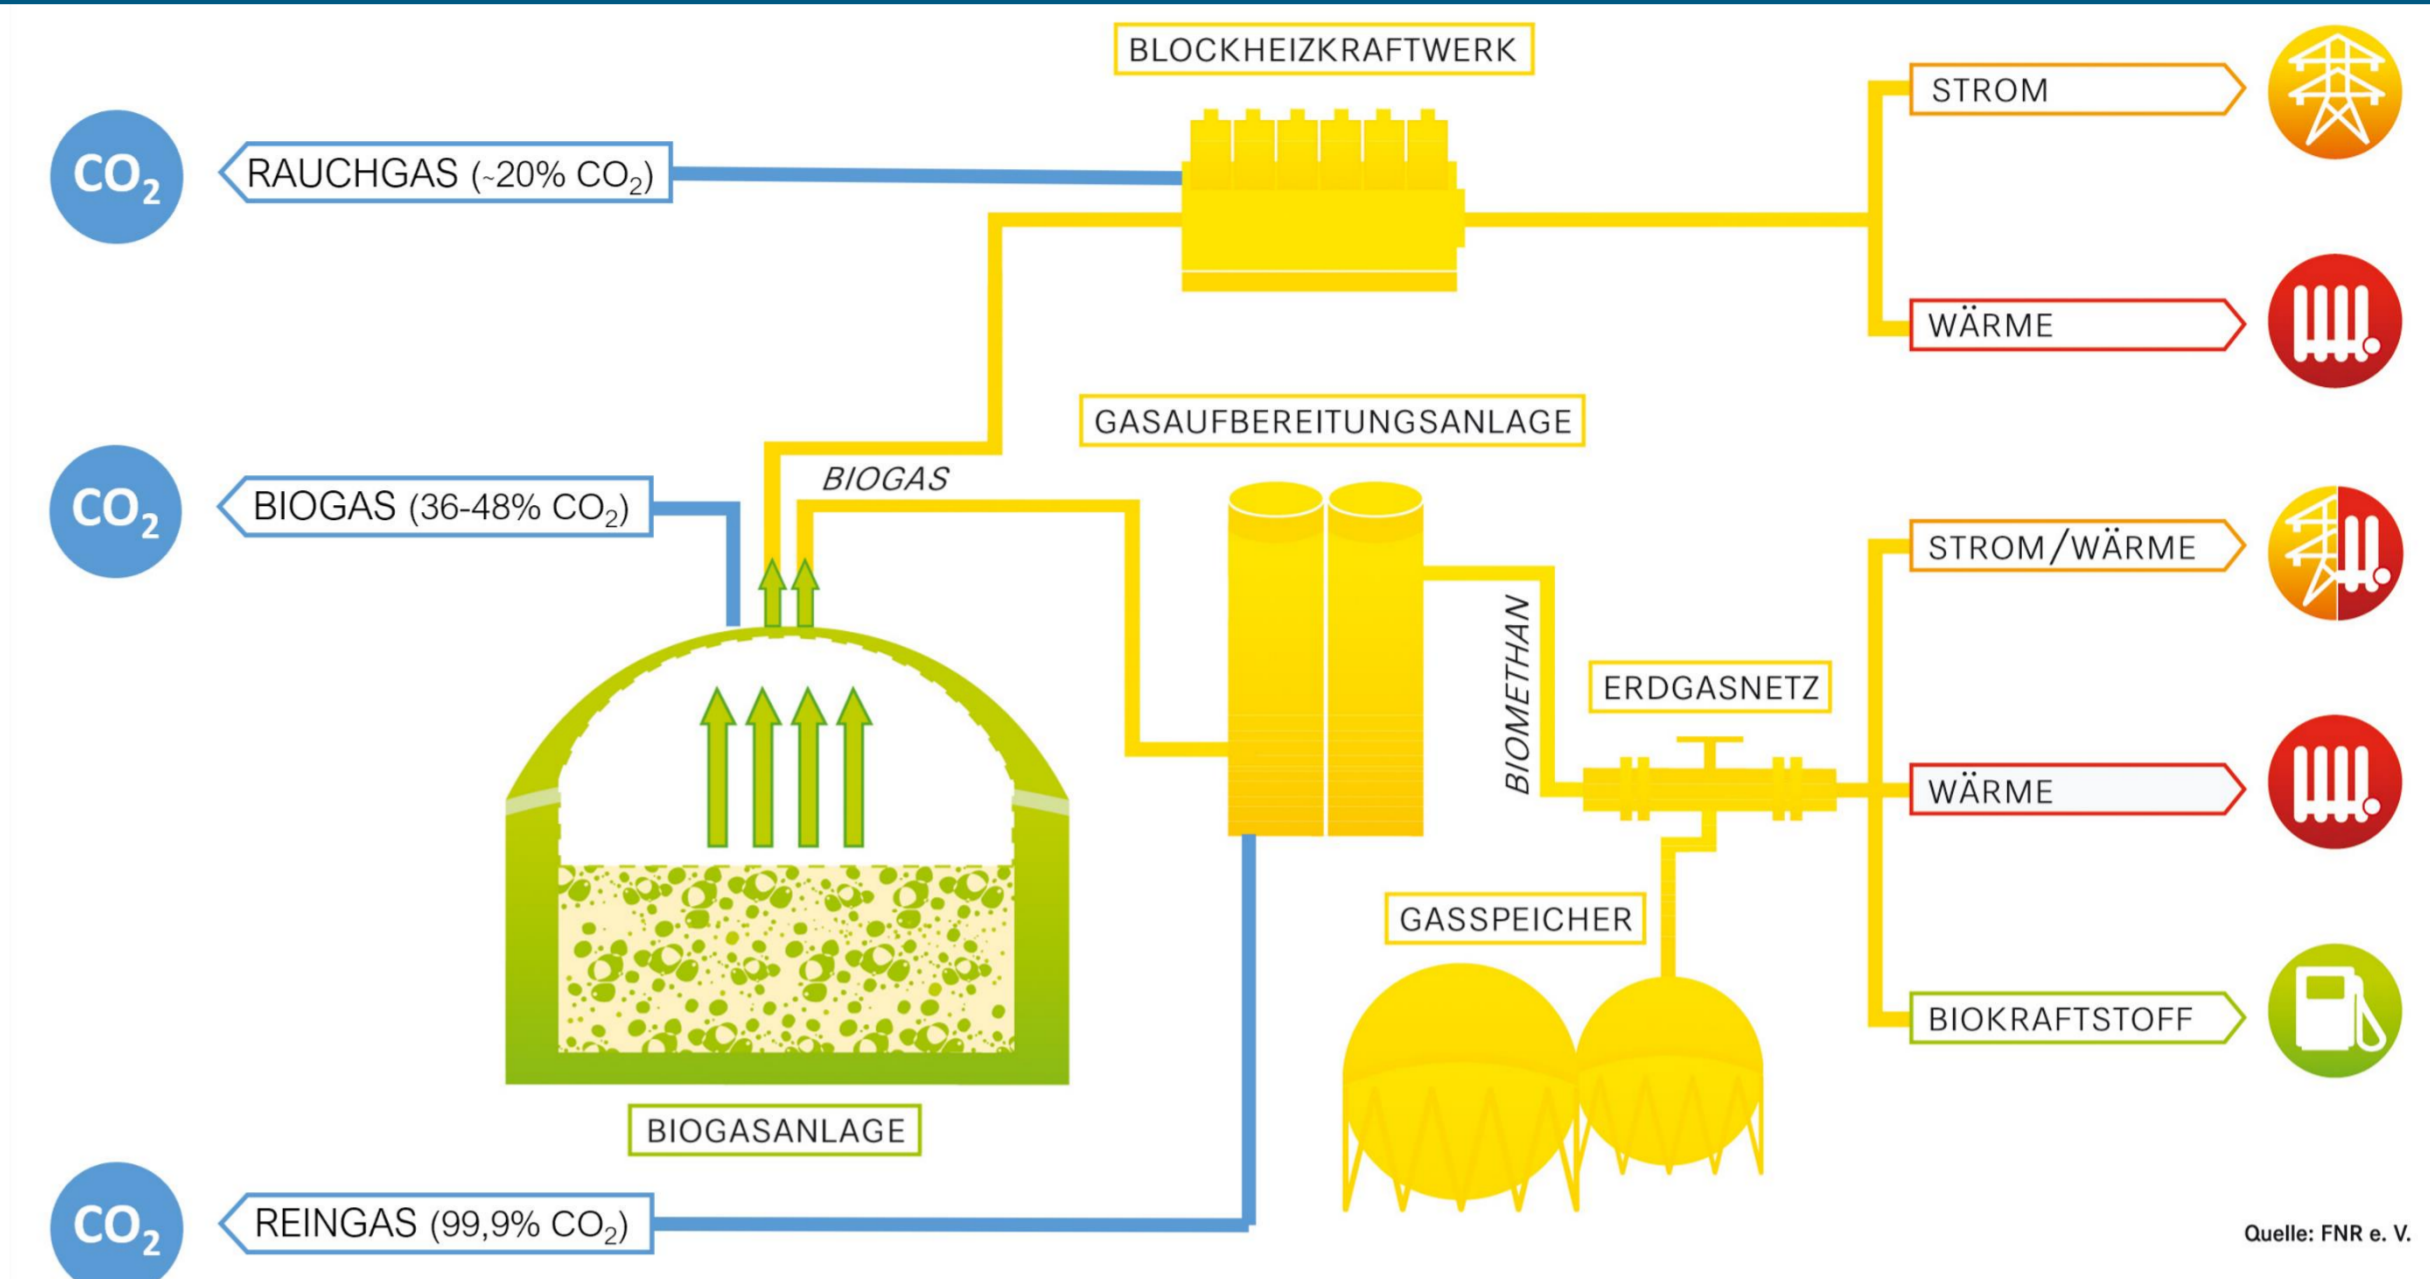 BLOCKHEIZKRAFTWERK
STROM
CO₂
RAUCHGAS (~20% CO₂)
WÄRME
GASAUFBEREITUNGSANLAGE
BIOGAS
CO₂
BIOGAS (36-48% CO₂)
STROM/WÄRME
BIOMETHAN
ERDGASNETZ
WÄRME
GASSPEICHER
BIOKRAFTSTOFF
BIOGASANLAGE
CO₂
REINGAS (99,9% CO₂)
Quelle: FNR e. V.